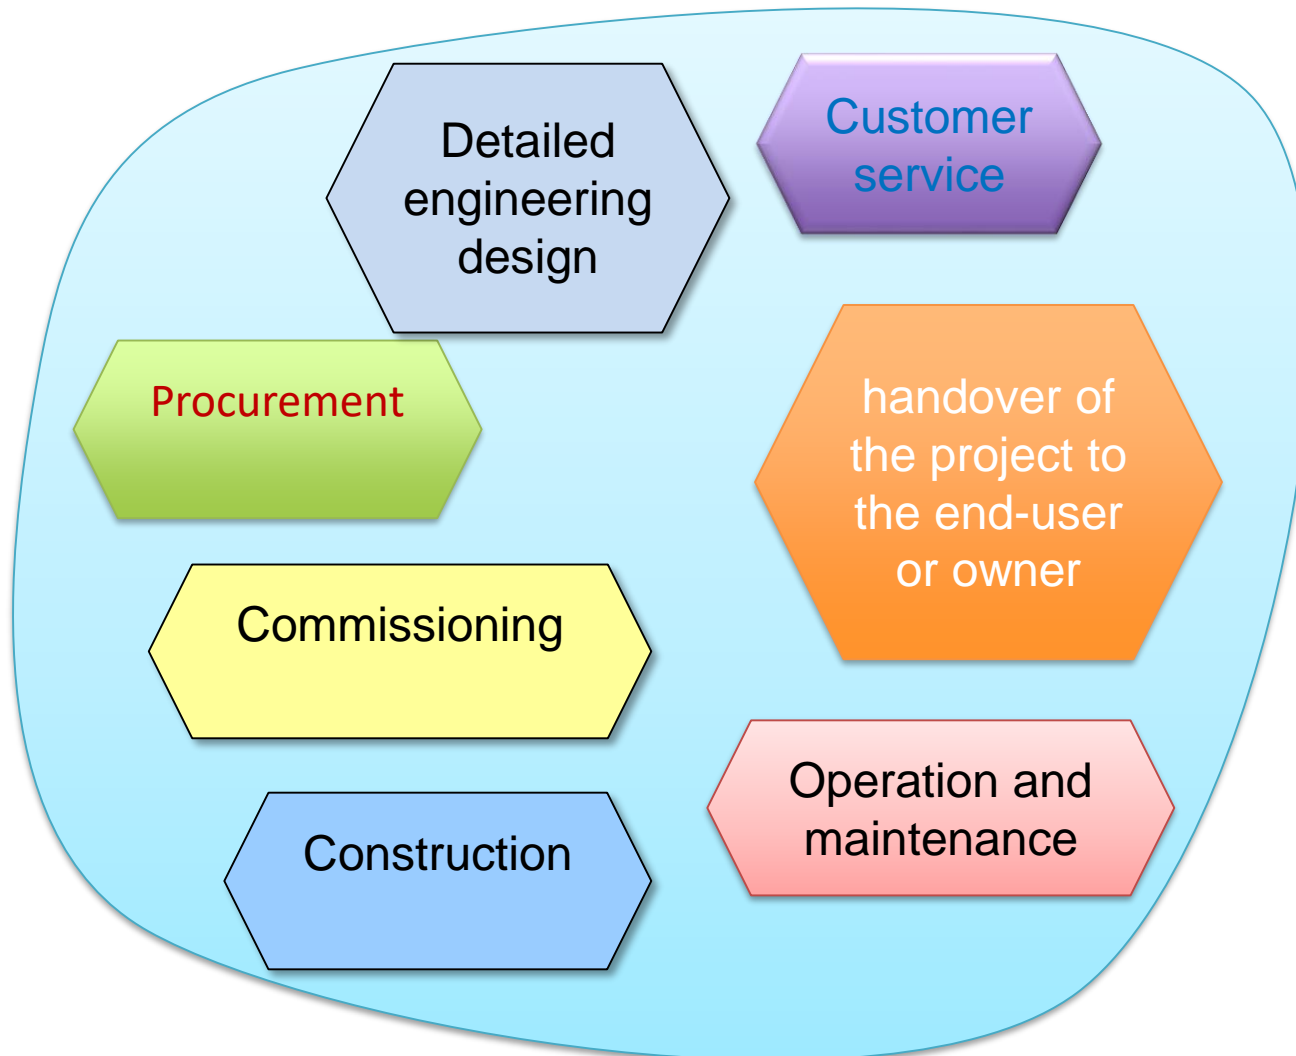 Detailed
engineering
design
Customer
service
Procurement
handover of
the project to
the end-user
or owner
Commissioning
Operation and
maintenance
Construction